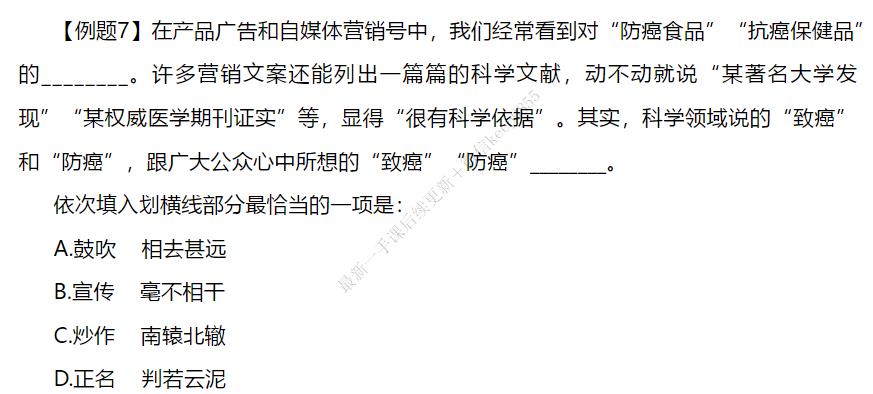 【例题7】在产品广告和自媒体营销号中，我们经常看到对“防癌食品”“抗癌保健品”
的________。许多营销文案还能列出一篇篇的科学文献，动不动就说“某著名大学发
现”“某权威医学期刊证实”等，显得“很有科学依据”。其实，科学领域说的“致癌”
和“防癌”，跟广大公众心中所想的“致癌”“防癌”________。
依次填入划横线部分最恰当的一项是：
A.鼓吹 相去甚远
B.宣传 毫不相干
C.炒作 南辕北辙
D.正名 判若云泥
最新一手课后续更新+